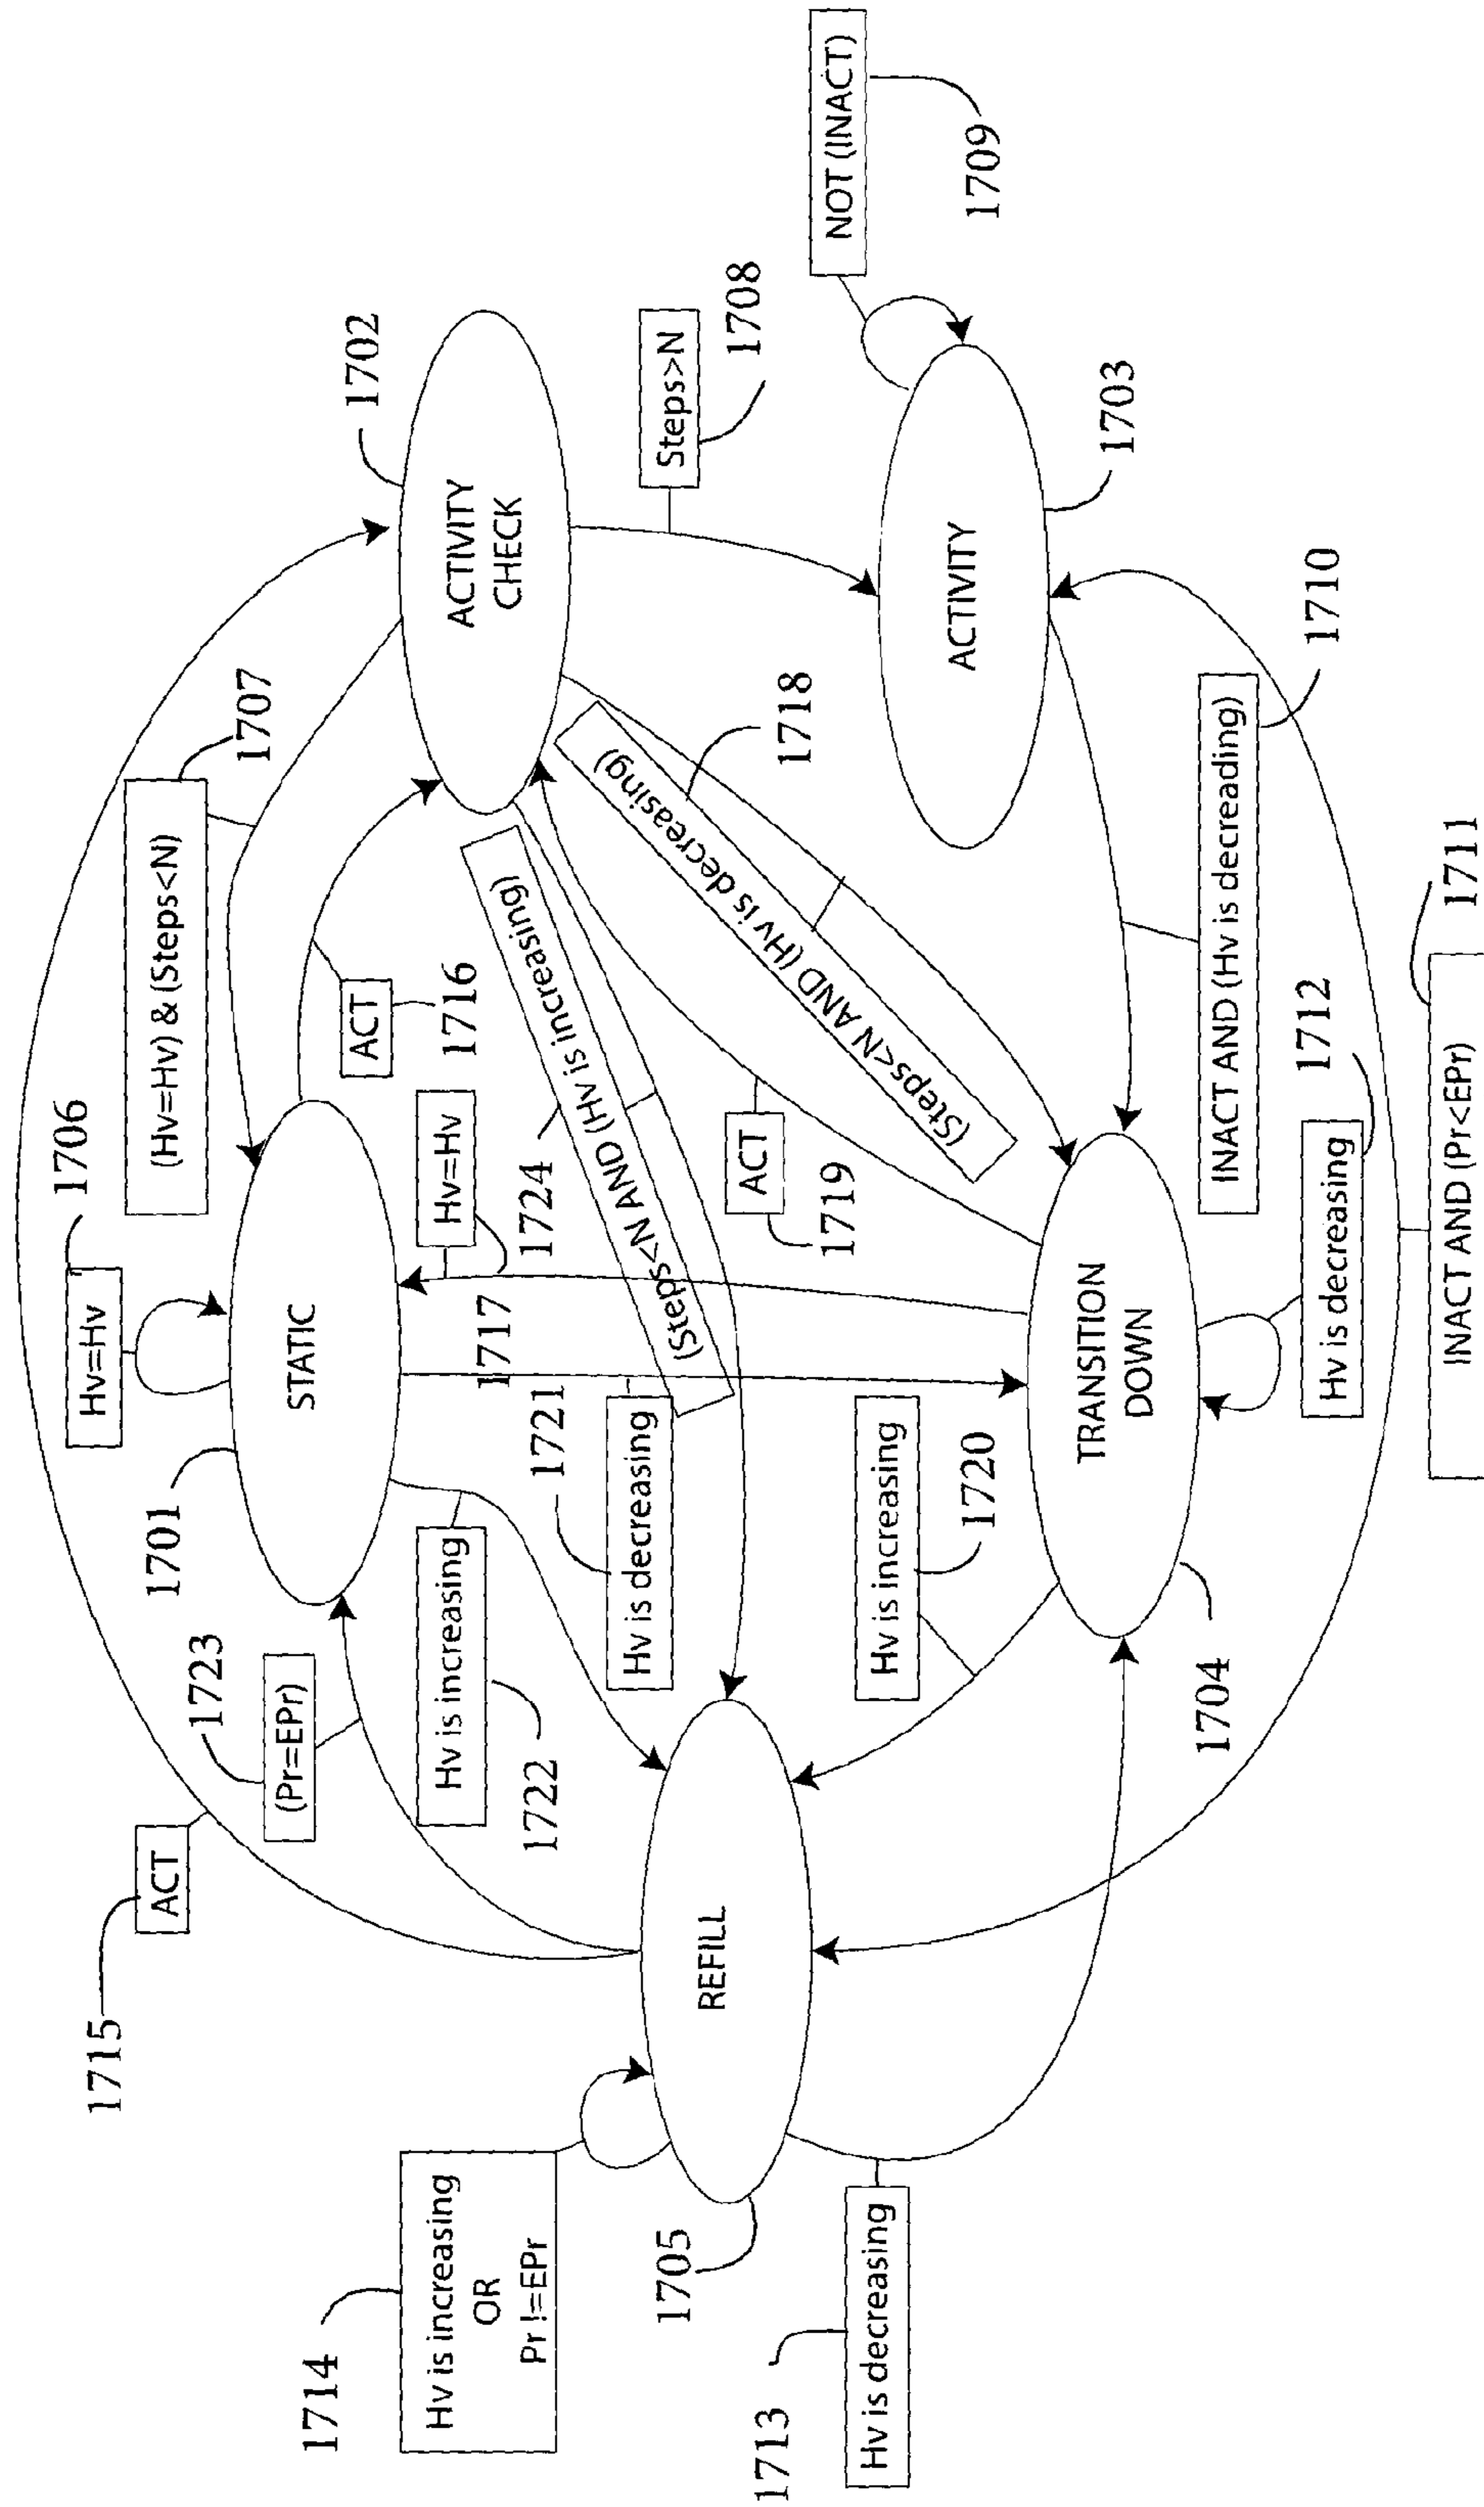 1714
Hv is increasing
OR
Pr !=EPr
1713
Hv is decreasing
1705
REFILL
1715
ACT
1723
(Pr=EPr)
1722
Hv is increasing
1701
STATIC
1706
Hv=Hv
1721
Hv is decreasing
1720
Hv is increasing
1704
TRANSITION
DOWN
1717
Hv=Hv
1724
(Steps<N AND (Hv is increasing)
1716
ACT
1719
ACT
1707
(Hv=Hv) & (Steps<N)
1718
(Steps<N AND (Hv is decreasing)
1712
Hv is decreasing
1711
INACT AND (Pr<EPr)
1710
INACT AND (Hv is decreading)
1702
ACTIVITY
CHECK
1708
Steps>N
1703
ACTIVITY
1709
NOT (INACT)